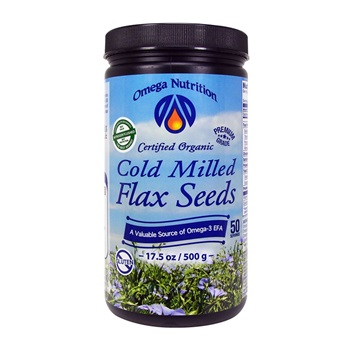 Omega Nutrition
PREMIUM
GRADE
Certified Organic
Cold Milled
Flax Seeds
A Valuable Source of Omega-3 EFA
50
17.5 oz / 500 g
GLUTEN